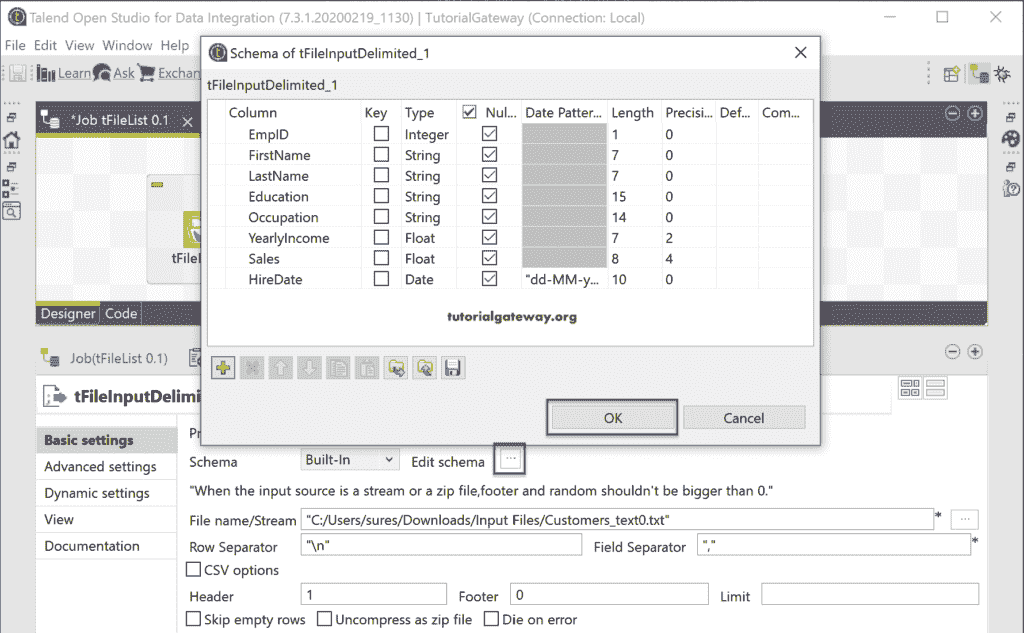 Talend Open Studio for Data Integration (7.3.1.20200219_1130) | TutorialGateway (Connection: Local)
File Edit View Window Help
Learn Ask Exchan
*Job tFileList 0.1
Schema of tFileInputDelimited_1
tFileInputDelimited_1
Column Key Type Nul... Date Patter... Length Precisi... Def... Com...
EmpID Integer 1 0
FirstName String 7 0
LastName String 7 0
Education String 15 0
Occupation String 14 0
YearlyIncome Float 7 2
Sales Float 8 4
HireDate Date "dd-MM-y... 10 0
tutorialgateway.org
OK Cancel
tFileI
Designer Code
Job(tFileList 0.1)
tFileInputDelimi
Basic settings
Advanced settings
Dynamic settings
View
Documentation
Pr
Schema Built-In Edit schema ...
"When the input source is a stream or a zip file,footer and random shouldn't be bigger than 0."
File name/Stream "C:/Users/sures/Downloads/Input Files/Customers_text0.txt" * ...
Row Separator "\n" Field Separator "," *
CSV options
Header 1 Footer 0 Limit
Skip empty rows Uncompress as zip file Die on error